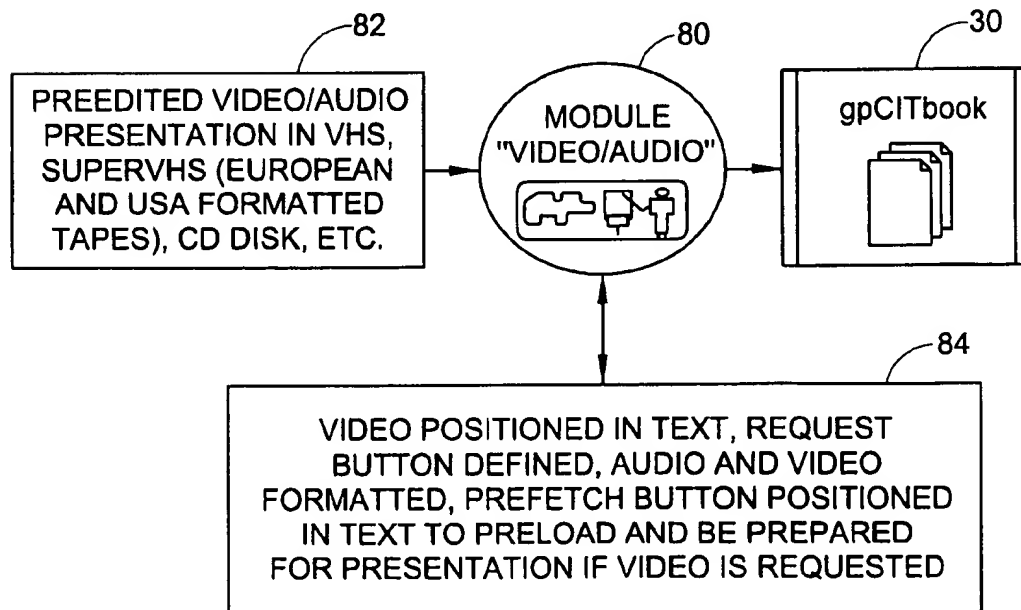 82
PREEDITED VIDEO/AUDIO
PRESENTATION IN VHS,
SUPERVHS (EUROPEAN
AND USA FORMATTED
TAPES), CD DISK, ETC.
80
MODULE
"VIDEO/AUDIO"
30
gpCITbook
84
VIDEO POSITIONED IN TEXT, REQUEST
BUTTON DEFINED, AUDIO AND VIDEO
FORMATTED, PREFETCH BUTTON POSITIONED
IN TEXT TO PRELOAD AND BE PREPARED
FOR PRESENTATION IF VIDEO IS REQUESTED